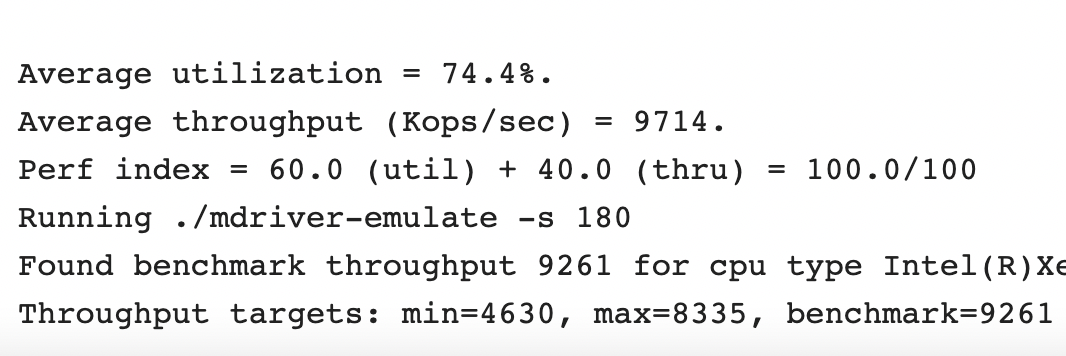 Average utilization = 74.4%.
Average throughput (Kops/sec) = 9714.
Perf index = 60.0 (util) + 40.0 (thru) = 100.0/100
Running ./mdriver-emulate -s 180
Found benchmark throughput 9261 for cpu type Intel(R)Xe
Throughput targets: min=4630, max=8335, benchmark=9261